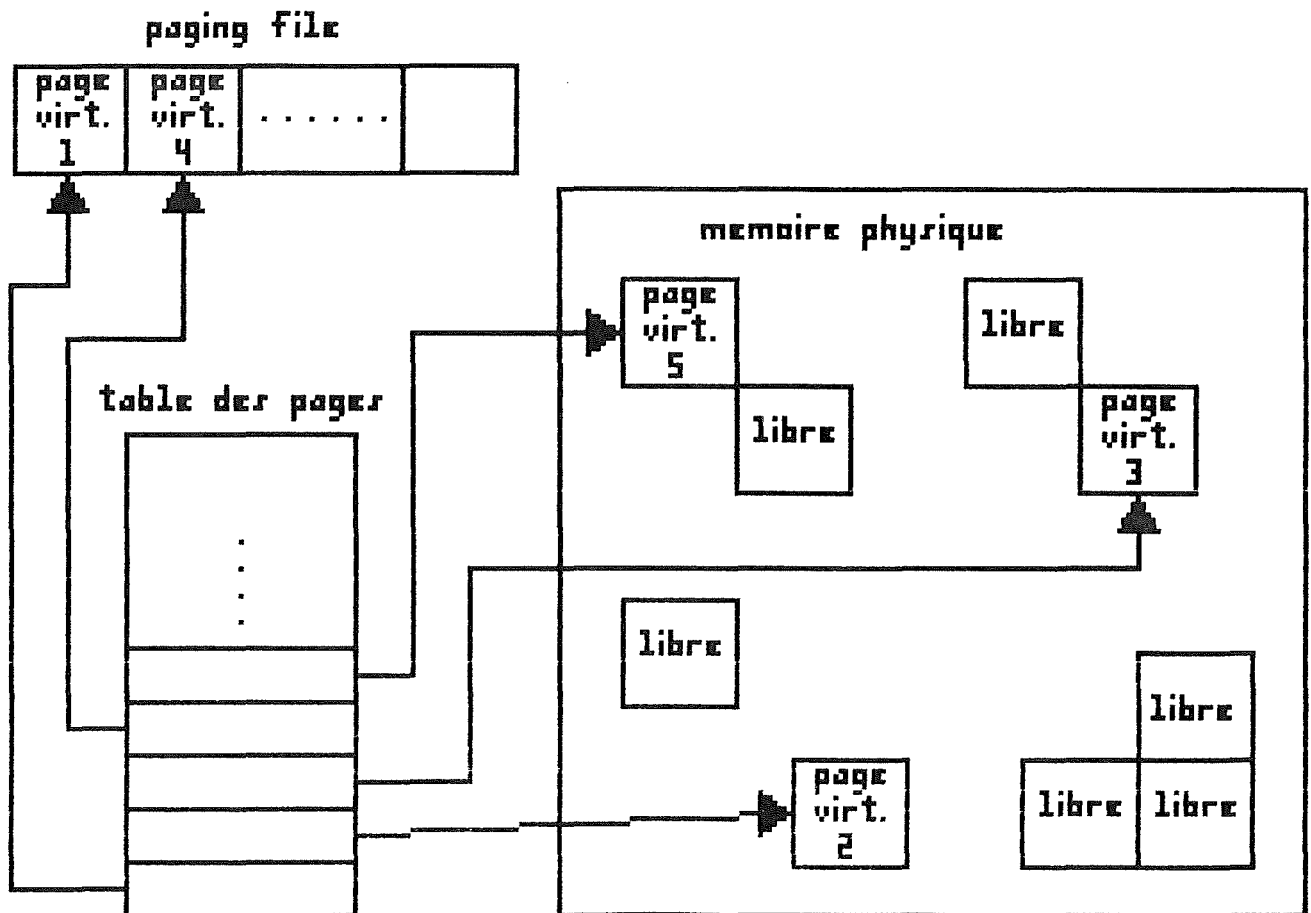 paging file
page
virt.
1
page
virt.
4
......
memoire physique
page
virt.
5
libre
libre
page
virt.
3
table des pages
libre
libre
page
virt.
2
libre
libre